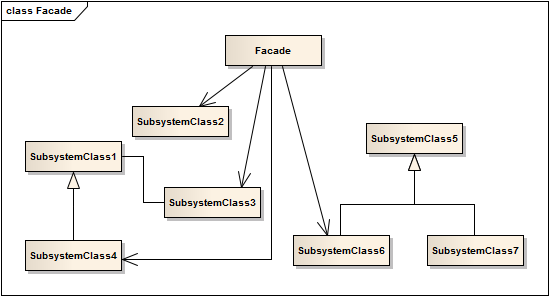 class Facade
Facade
SubsystemClass2
SubsystemClass5
SubsystemClass1
SubsystemClass3
SubsystemClass4
SubsystemClass6
SubsystemClass7